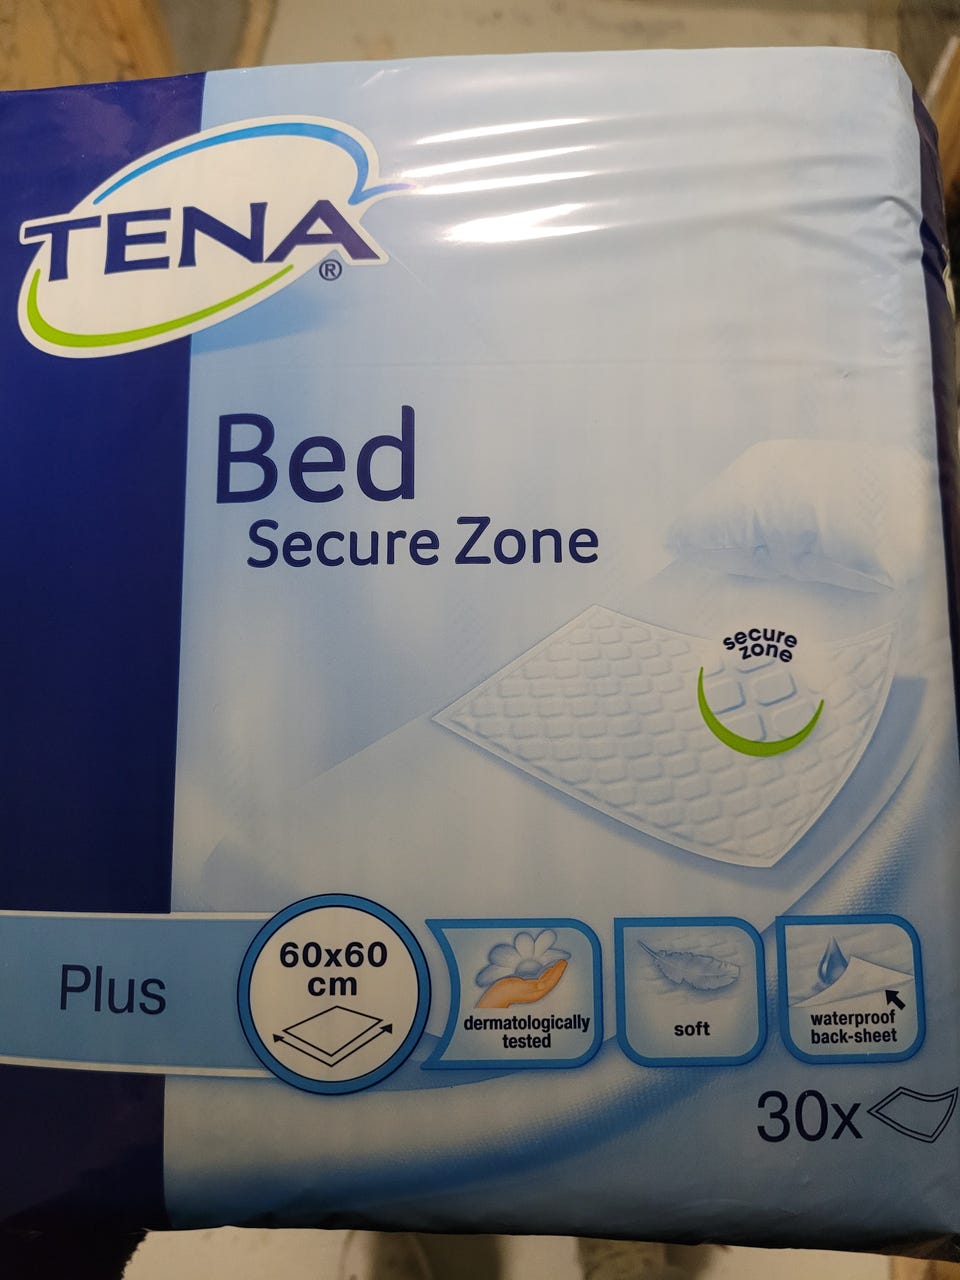 TENA
®
Bed
Secure Zone
secure
zone
Plus
60x60
cm
dermatologically
tested
soft
waterproof
back-sheet
30x